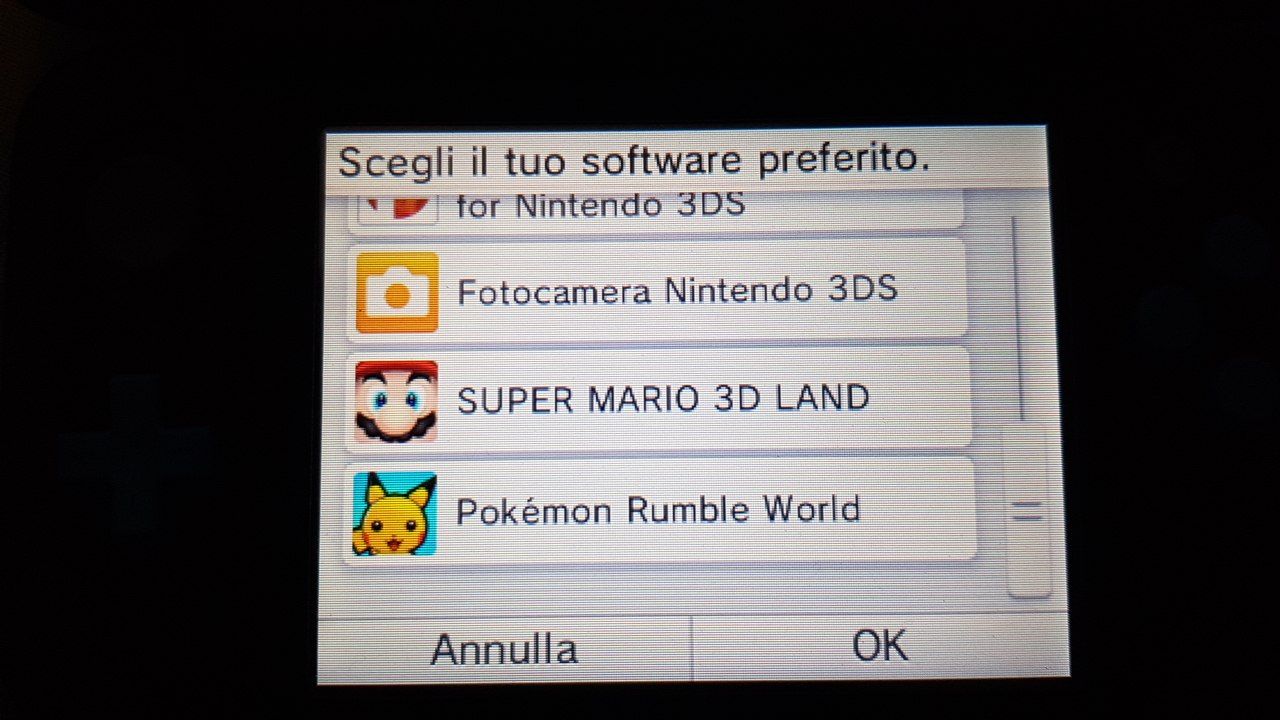 Scegli il tuo software preferito.
for Nintendo 3DS
Fotocamera Nintendo 3DS
SUPER MARIO 3D LAND
Pokémon Rumble World
Annulla
OK